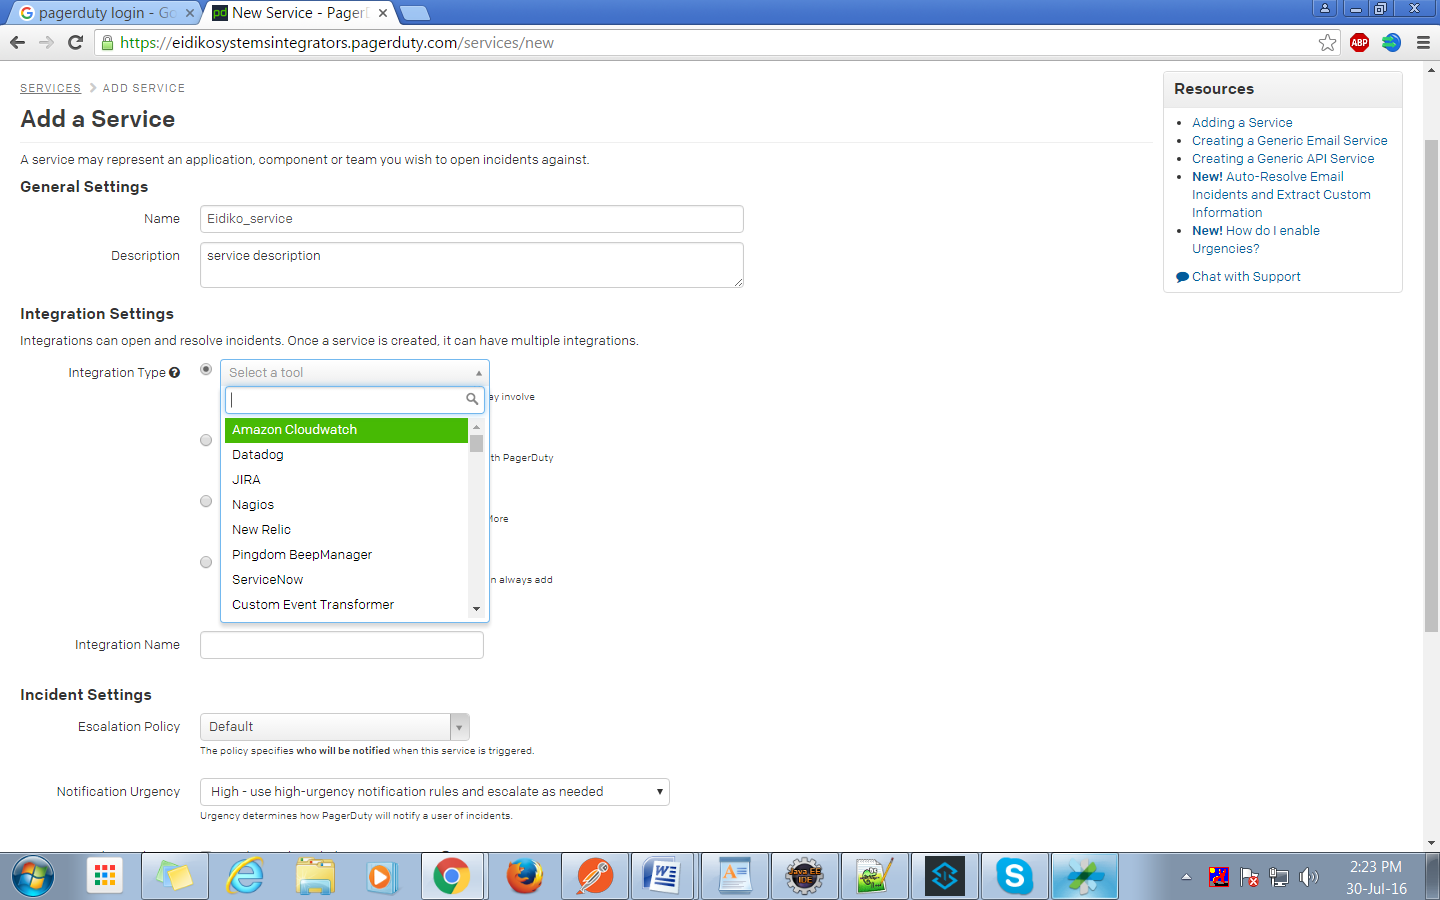 pagerduty login - Go
New Service - PagerD
https://eidikosystemsintegrators.pagerduty.com/services/new
ABP
SERVICES > ADD SERVICE
Add a Service
A service may represent an application, component or team you wish to open incidents against.
General Settings
Name
Eidiko_service
Description
service description
Integration Settings
Integrations can open and resolve incidents. Once a service is created, it can have multiple integrations.
Integration Type
Select a tool
ay involve
Amazon Cloudwatch
Datadog
th PagerDuty
JIRA
Nagios
More
New Relic
Pingdom BeepManager
ServiceNow
n always add
Custom Event Transformer
Integration Name
Incident Settings
Escalation Policy
Default
The policy specifies who will be notified when this service is triggered.
Notification Urgency
High - use high-urgency notification rules and escalate as needed
Urgency determines how PagerDuty will notify a user of incidents.
Resources
Adding a Service
Creating a Generic Email Service
Creating a Generic API Service
New! Auto-Resolve Email
Incidents and Extract Custom
Information
New! How do I enable
Urgencies?
Chat with Support
Java EE
IDE
2:23 PM
30-Jul-16